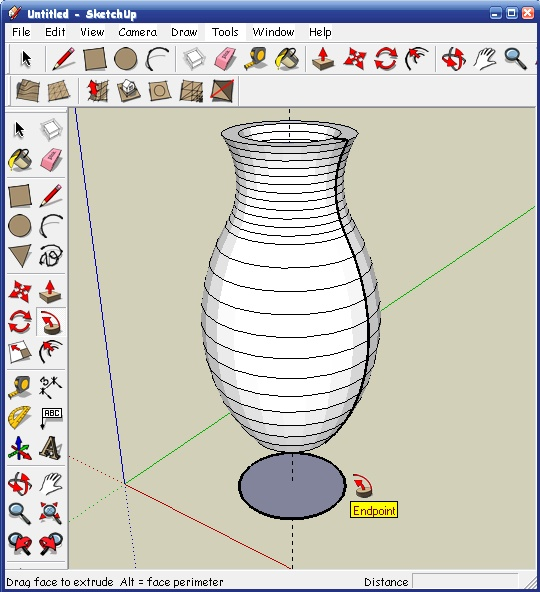 Untitled - SketchUp
File Edit View Camera Draw Tools Window Help
ABC
A
Endpoint
Drag face to extrude Alt = face perimeter Distance